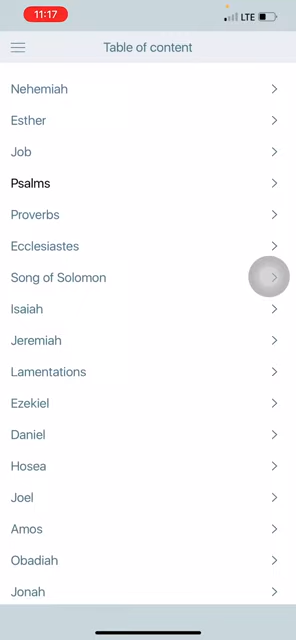 11:17
LTE
Table of content
Nehemiah
Esther
Job
Psalms
Proverbs
Ecclesiastes
Song of Solomon
Isaiah
Jeremiah
Lamentations
Ezekiel
Daniel
Hosea
Joel
Amos
Obadiah
Jonah